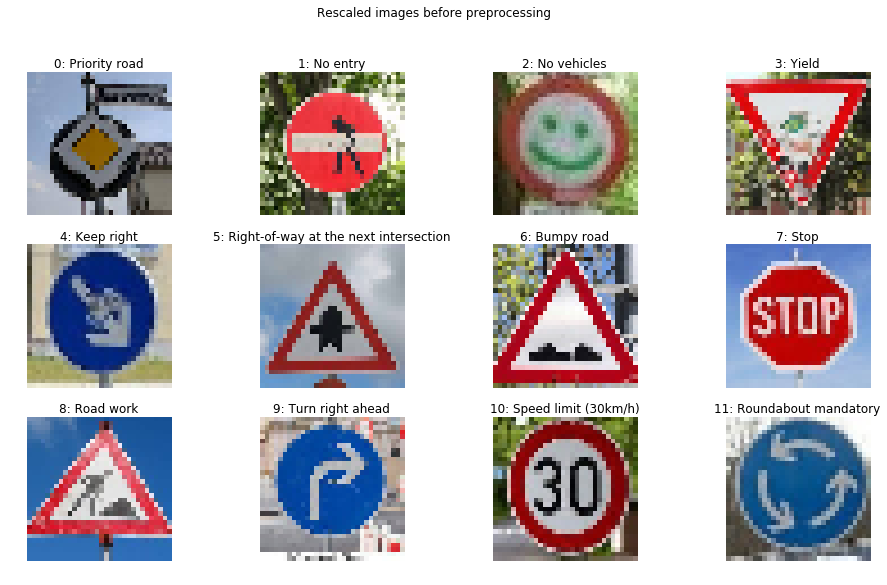 Rescaled images before preprocessing
0: Priority road
1: No entry
2: No vehicles
3: Yield
4: Keep right
5: Right-of-way at the next intersection
6: Bumpy road
7: Stop
STOP
8: Road work
9: Turn right ahead
10: Speed limit (30km/h)
11: Roundabout mandatory
30